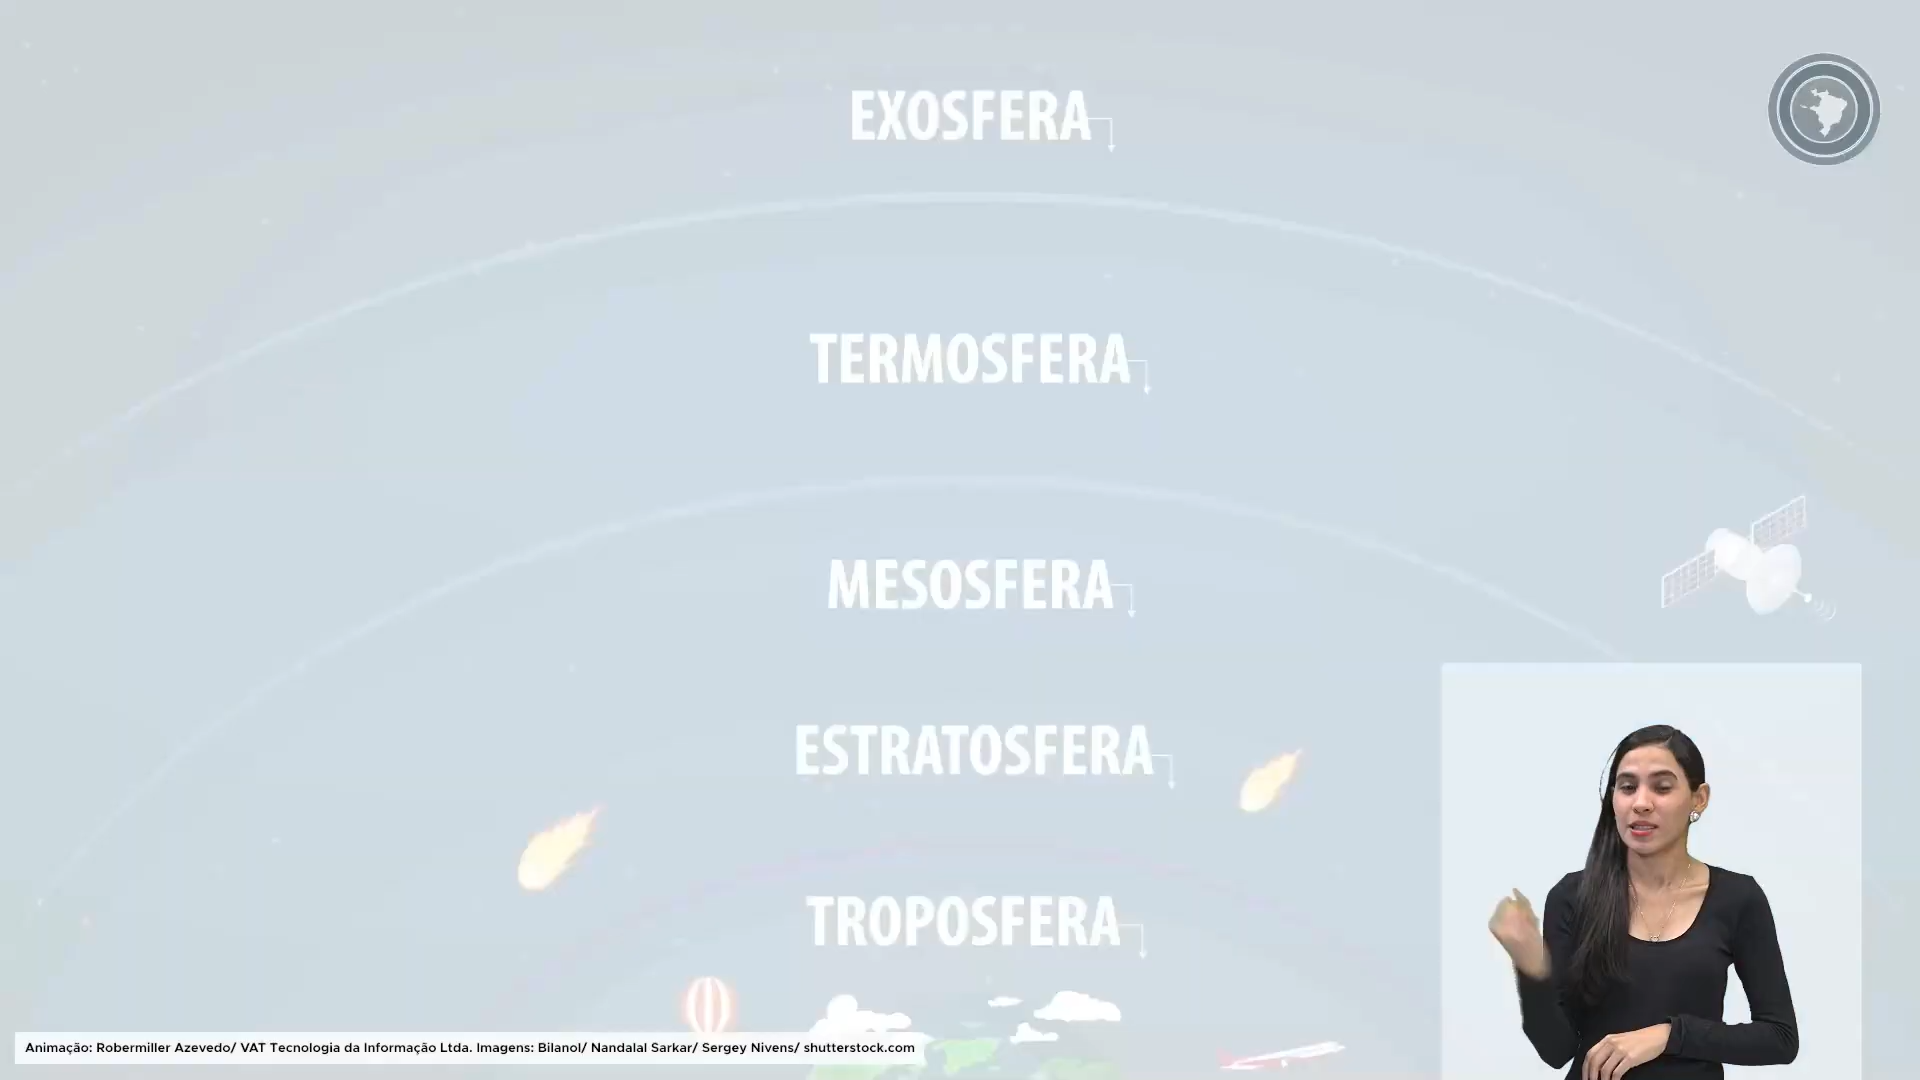 EXOSFERA
TERMOSFERA
MESOSFERA
ESTRATOSFERA
TROPOSFERA
Animação: Robermiller Azevedo/ VAT Tecnologia da Informação Ltda. Imagens: Bilanol/ Nandalal Sarkar/ Sergey Nivens/ shutterstock.com